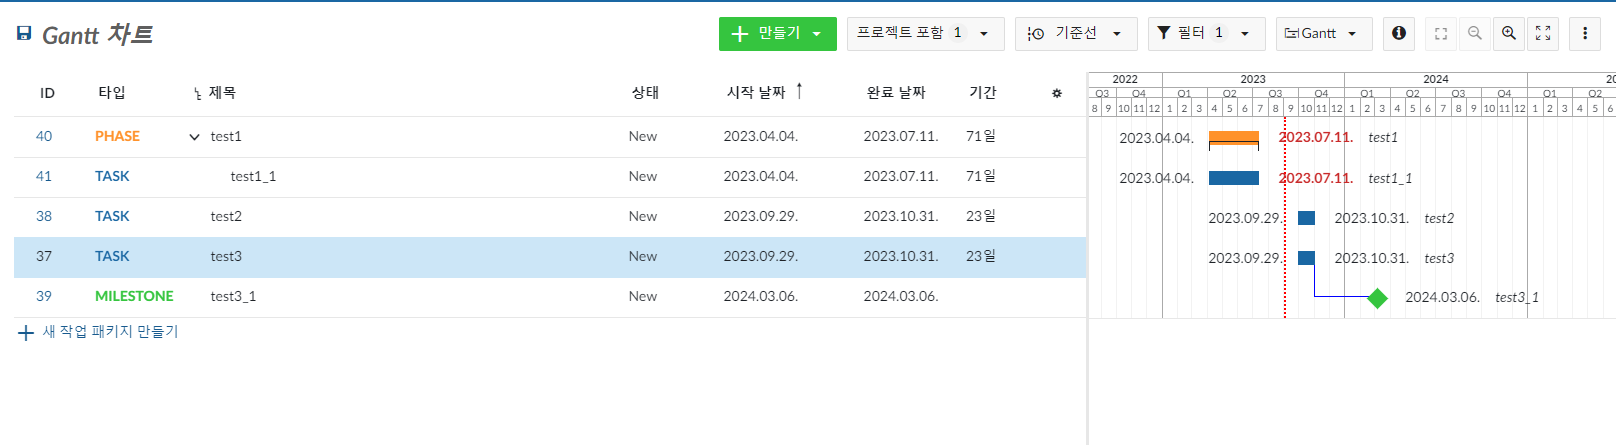 Gantt 차트
만들기 프로젝트 포함 1 기준선 필터 1 Gantt
ID 타입 제목 상태 시작 날짜 완료 날짜 기간
2022 2023 2024 20
Q3 Q4 Q1 Q2 Q3 Q4 Q1 Q2 Q3 Q4 Q1 Q2
8 9 10 11 12 1 2 3 4 5 6 7 8 9 10 11 12 1 2 3 4 5 6 7 8 9 10 11 12 1 2 3 4 5 6
40 PHASE test1 New 2023.04.04. 2023.07.11. 71일 2023.04.04. 2023.07.11. test1
41 TASK test1_1 New 2023.04.04. 2023.07.11. 71일 2023.04.04. 2023.07.11. test1_1
38 TASK test2 New 2023.09.29. 2023.10.31. 23일 2023.09.29. 2023.10.31. test2
37 TASK test3 New 2023.09.29. 2023.10.31. 23일 2023.09.29. 2023.10.31. test3
39 MILESTONE test3_1 New 2024.03.06. 2024.03.06. 2024.03.06. test3_1
새 작업 패키지 만들기